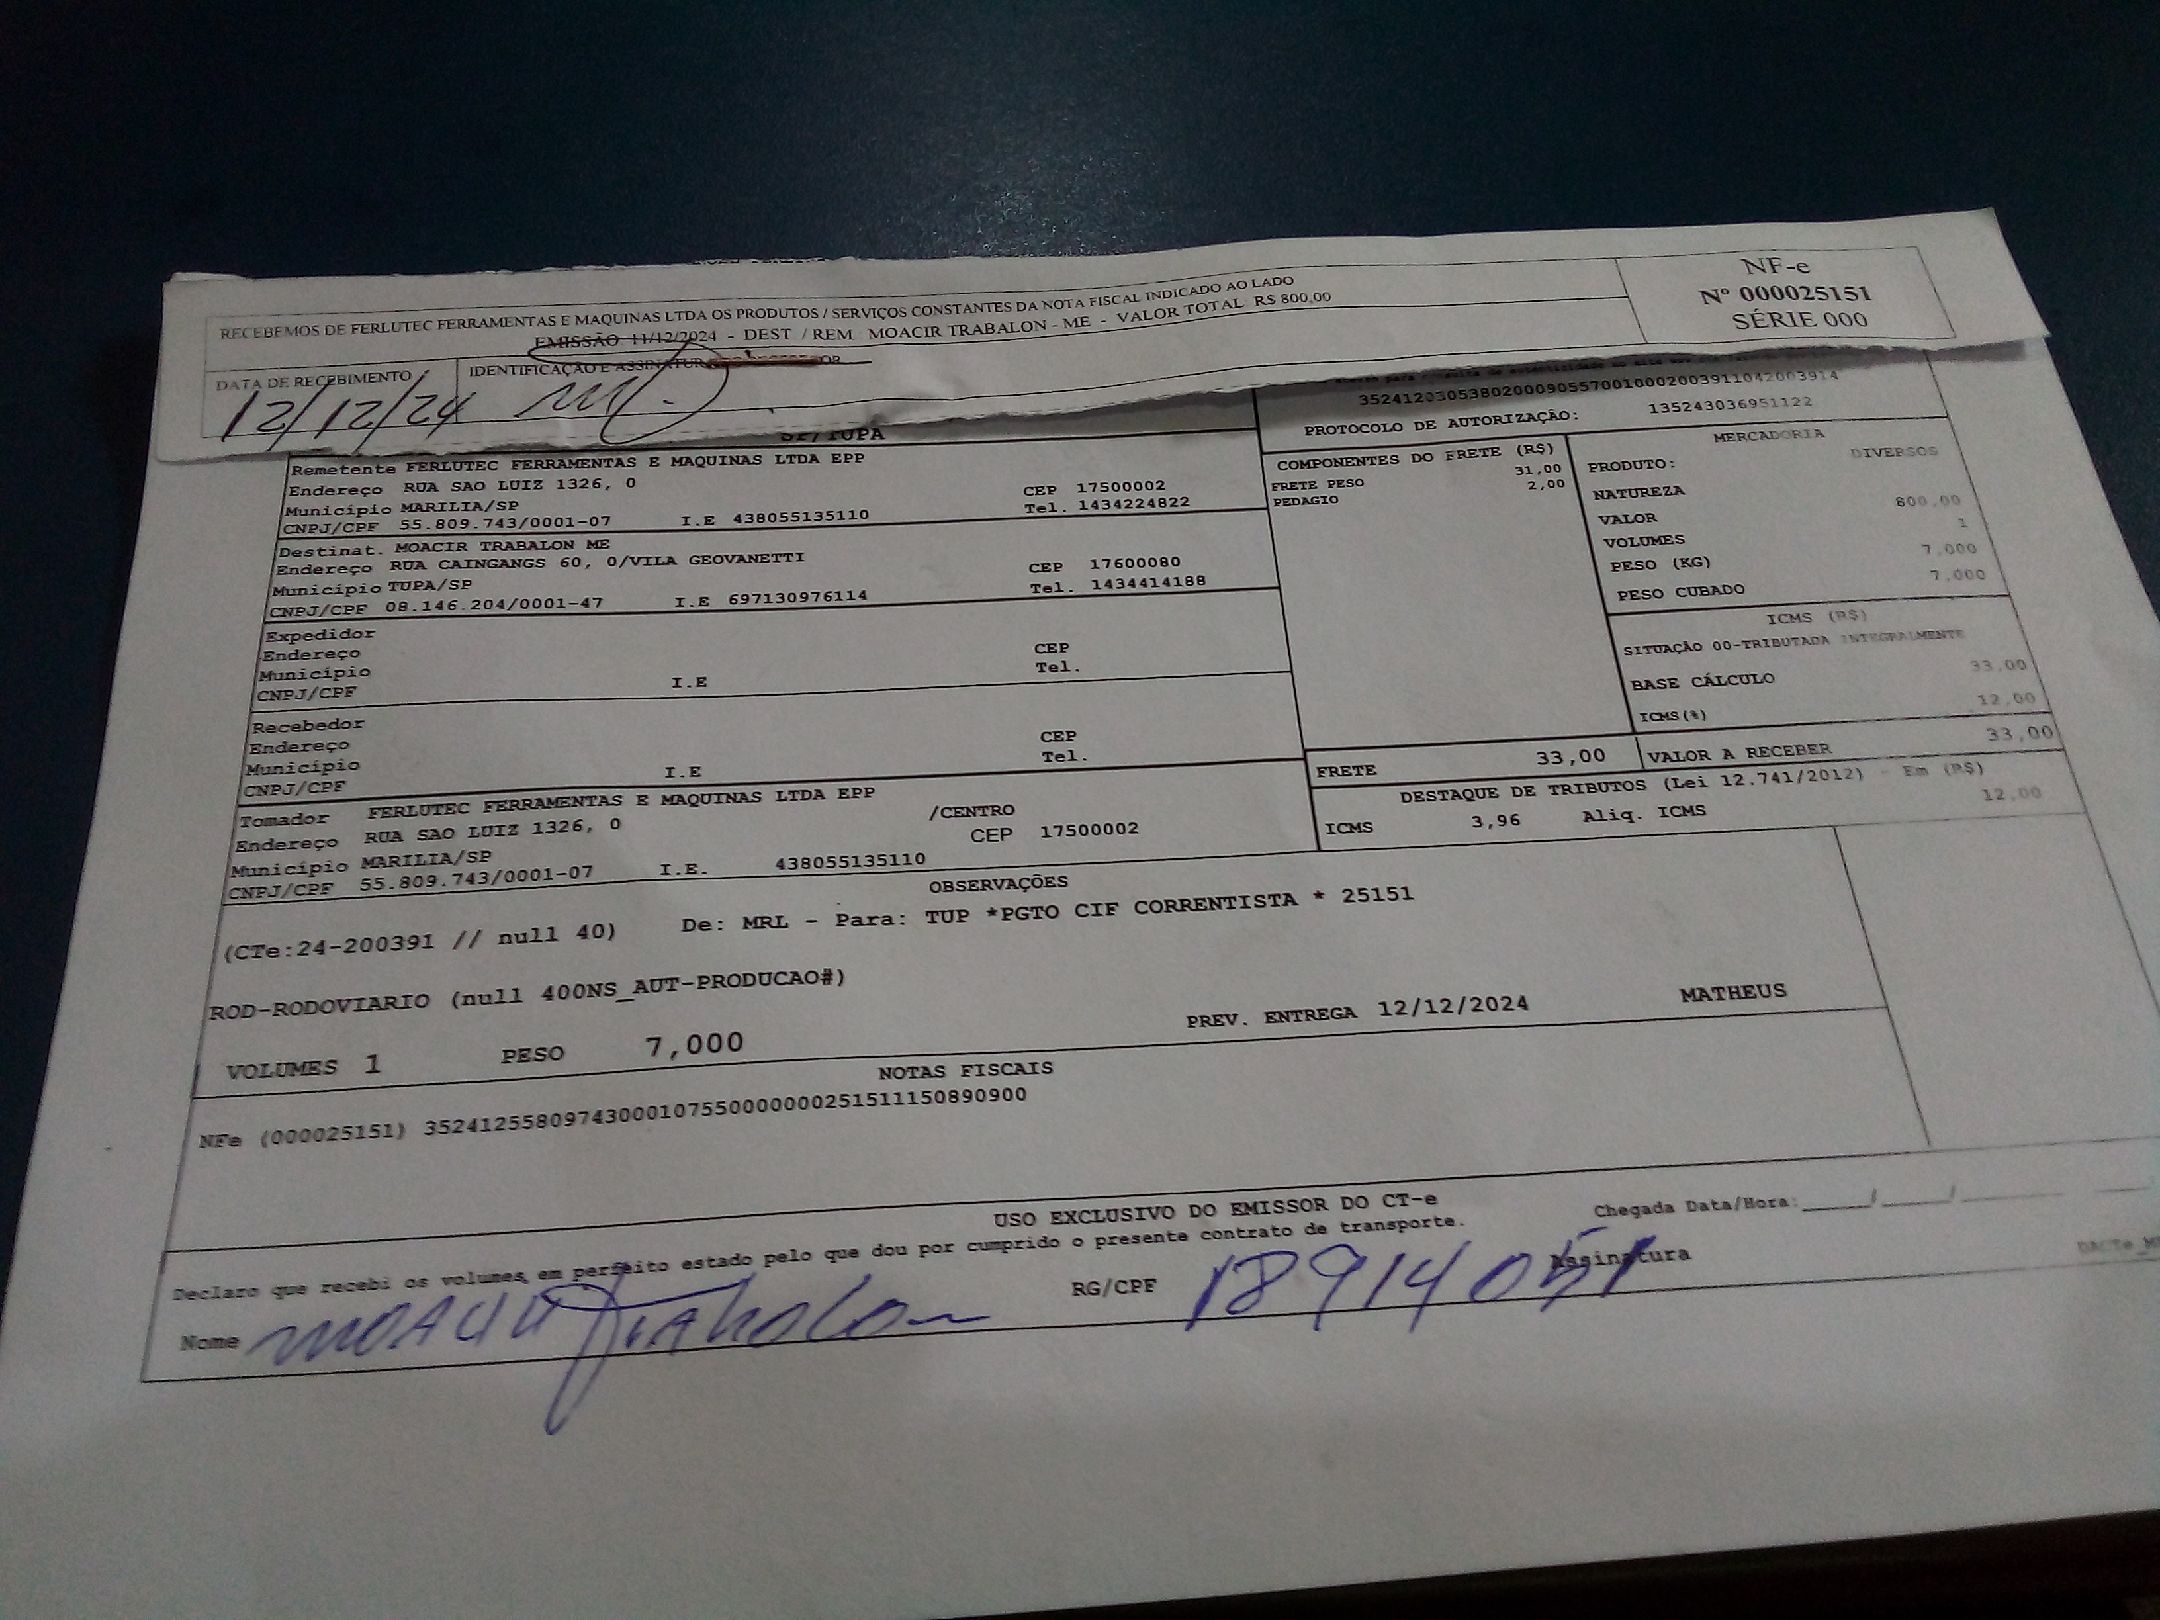 RECEBEMOS DE FERLUTEC FERRAMENTAS E MAQUINAS LTDA OS PRODUTOS / SERVIÇOS CONSTANTES DA NOTA FISCAL INDICADO AO LADO
EMISSÃO 11/12/2024 - DEST / REM MOACIR TRABALON - ME - VALOR TOTAL R$ 800,00
NF-e
Nº 000025151
SÉRIE 000
DATA DE RECEBIMENTO
12/12/24
IDENTIFICAÇÃO E ASSINATURA
SP/TUPA
35241203053802000905570010002003911042003914
PROTOCOLO DE AUTORIZAÇÃO: 135243036951122
Remetente FERLUTEC FERRAMENTAS E MAQUINAS LTDA EPP
Endereço RUA SAO LUIZ 1326, 0 CEP 17500002
Município MARILIA/SP Tel. 1434224822
CNPJ/CPF 55.809.743/0001-07 I.E 438055135110
Destinat. MOACIR TRABALON ME
Endereço RUA CAINGANGS 60, 0/VILA GEOVANETTI CEP 17600080
Município TUPA/SP Tel. 1434414188
CNPJ/CPF 08.146.204/0001-47 I.E 697130976114
Expedidor
Endereço CEP
Município Tel.
CNPJ/CPF I.E
Recebedor
Endereço CEP
Município Tel.
CNPJ/CPF I.E
Tomador FERLUTEC FERRAMENTAS E MAQUINAS LTDA EPP
Endereço RUA SAO LUIZ 1326, 0 /CENTRO
Município MARILIA/SP CEP 17500002
CNPJ/CPF 55.809.743/0001-07 I.E. 438055135110
COMPONENTES DO FRETE (R$)
FRETE PESO 31,00
PEDAGIO 2,00
MERCADORIA
PRODUTO: DIVERSOS
NATUREZA
VALOR 800,00
VOLUMES 1
PESO (KG) 7,000
PESO CUBADO 7,000
ICMS (R$)
SITUAÇÃO 00-TRIBUTADA INTEGRALMENTE
BASE CÁLCULO 33,00
ICMS(%) 12,00
FRETE 33,00
VALOR A RECEBER 33,00
DESTAQUE DE TRIBUTOS (Lei 12.741/2012) - Em (R$)
ICMS 3,96 Aliq. ICMS 12,00
OBSERVAÇÕES
(CTe:24-200391 // null 40) De: MRL - Para: TUP *PGTO CIF CORRENTISTA * 25151
ROD-RODOVIARIO (null 400NS_AUT-PRODUCAO#)
VOLUMES 1 PESO 7,000 PREV. ENTREGA 12/12/2024 MATHEUS
NOTAS FISCAIS
NFe (000025151) 35241255809743000107550000000251511150890900
USO EXCLUSIVO DO EMISSOR DO CT-e
Declaro que recebi os volumes em perfeito estado pelo que dou por cumprido o presente contrato de transporte.
Chegada Data/Hora:____/____/____
Nome MOACIR Trabalon RG/CPF 18914051 Assinatura